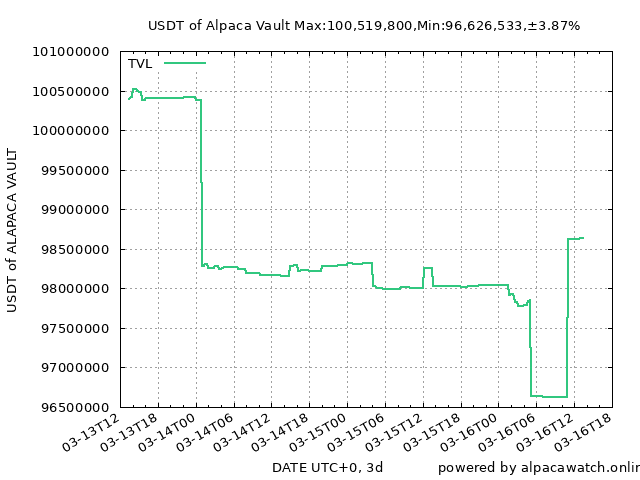 USDT of Alpaca Vault Max:100,519,800,Min:96,626,533,±3.87%
TVL
USDT of ALAPACA VAULT
101000000
100500000
100000000
99500000
99000000
98500000
98000000
97500000
97000000
96500000
03-13T12
03-13T18
03-14T00
03-14T06
03-14T12
03-14T18
03-15T00
03-15T06
03-15T12
03-15T18
03-16T00
03-16T06
03-16T12
03-16T18
DATE UTC+0, 3d
powered by alpacawatch.onlin